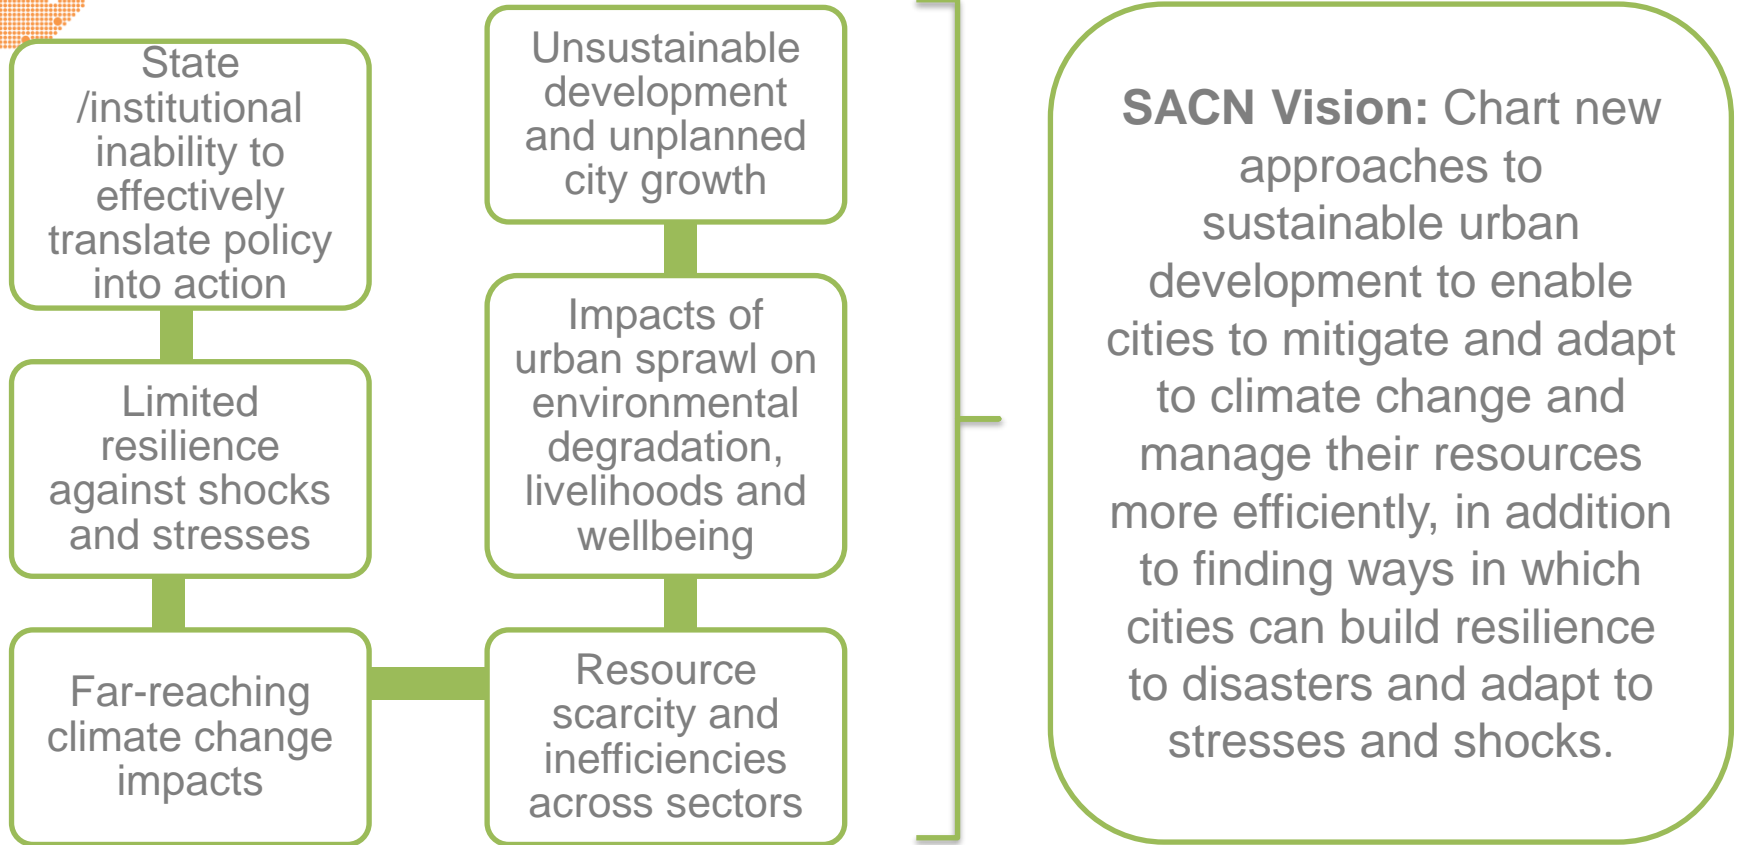 State
/institutional
inability to
effectively
translate policy
into action
Limited
resilience
against shocks
and stresses
Far-reaching
climate change
impacts
Unsustainable
development
and unplanned
city growth
Impacts of
urban sprawl on
environmental
degradation,
livelihoods and
wellbeing
Resource
scarcity and
inefficiencies
across sectors
SACN Vision: Chart new
approaches to
sustainable urban
development to enable
cities to mitigate and adapt
to climate change and
manage their resources
more efficiently, in addition
to finding ways in which
cities can build resilience
to disasters and adapt to
stresses and shocks.